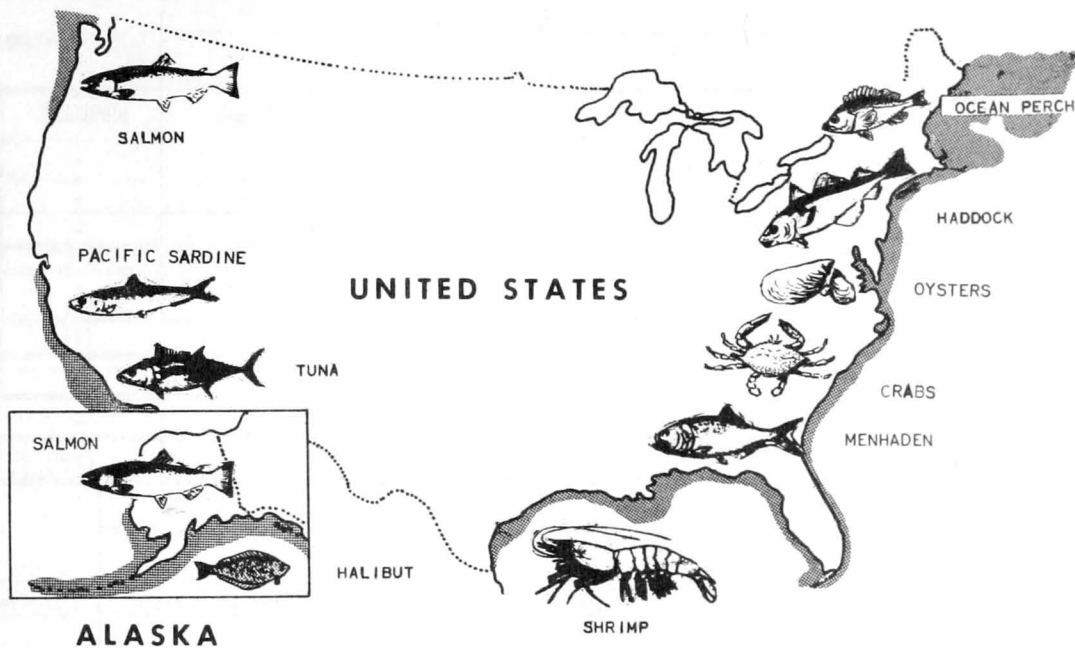 OCEAN PERCH
SALMON
HADDOCK
PACIFIC SARDINE
UNITED STATES
OYSTERS
TUNA
CRABS
SALMON
MENHADEN
HALIBUT
SHRIMP
ALASKA